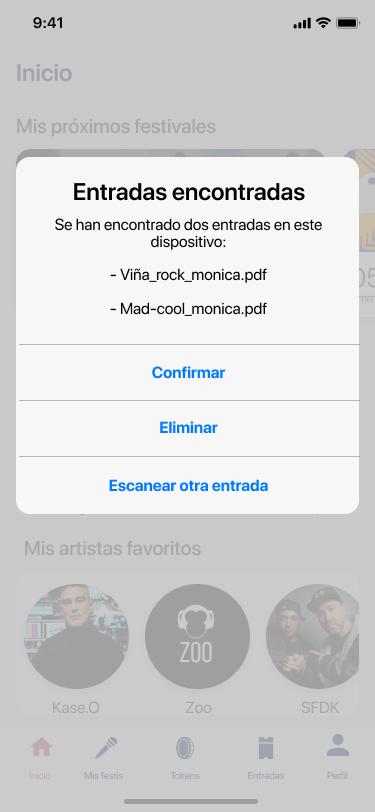 9:41
Inicio
Mis próximos festivales
Entradas encontradas
Se han encontrado dos entradas en este
dispositivo:
- Viña_rock_monica.pdf
- Mad-cool_monica.pdf
Confirmar
Eliminar
Escanear otra entrada
Mis artistas favoritos
ZOO
Kase.O
Zoo
SFDK
Inicio
Mis festis
Tokens
Entradas
Perfil